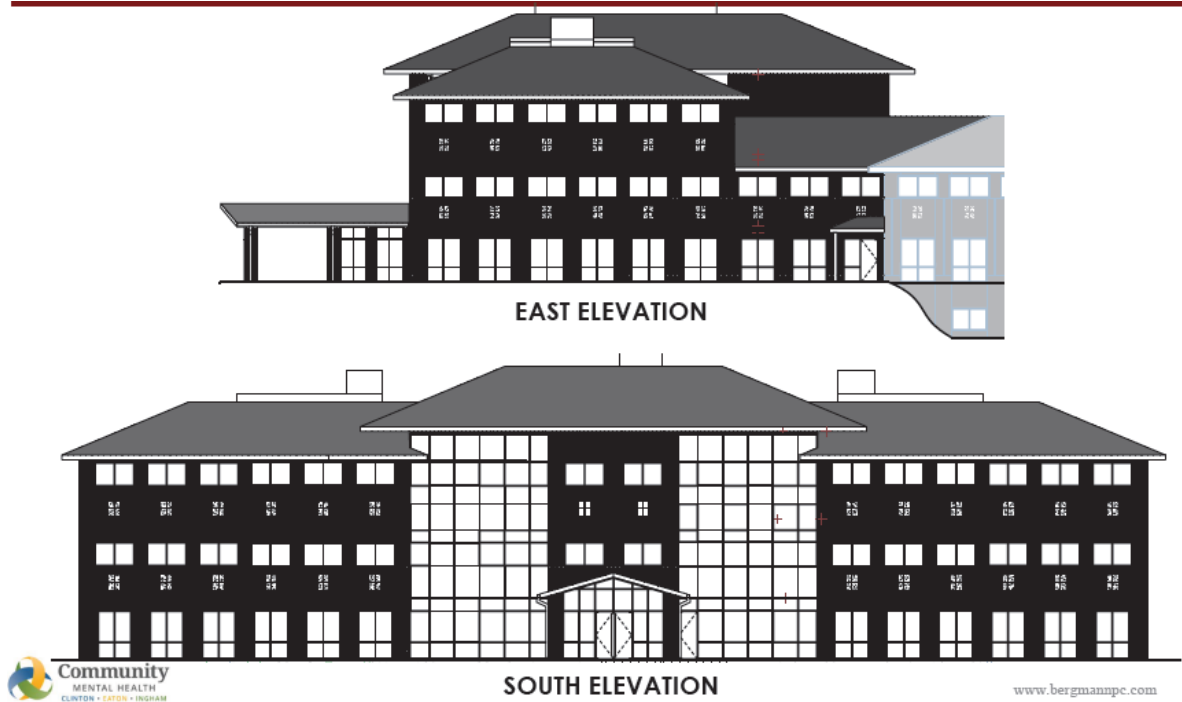 EAST ELEVATION
Community
MENTAL HEALTH
CLINTON • EATON • INGHAM
SOUTH ELEVATION
www.bergmannpc.com